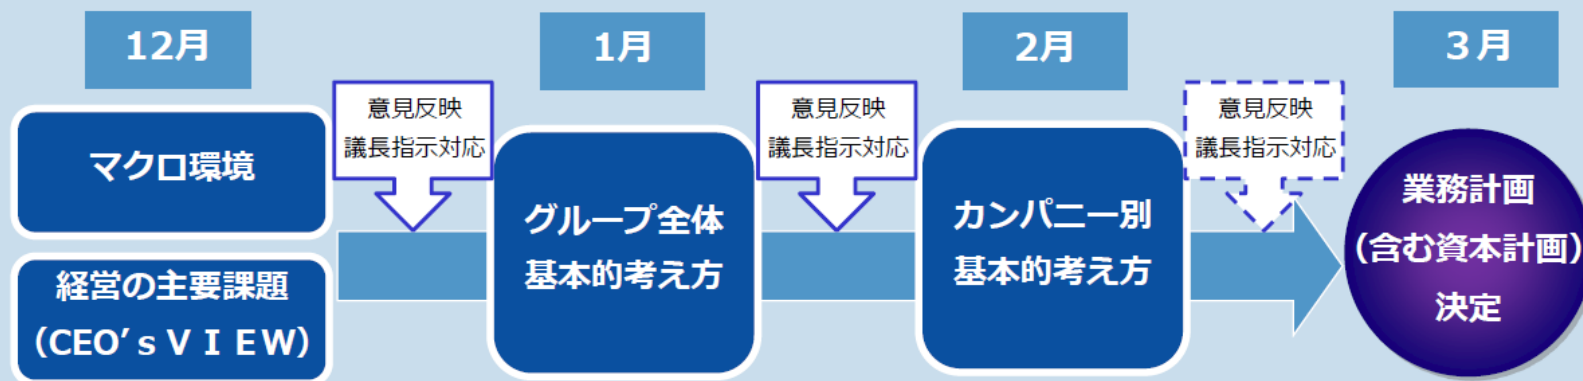 12月
1月
2月
３月
マクロ環境
経営の主要課題
（CEO’ｓＶＩＥＷ）
意見反映
議長指示対応
グループ全体
基本的考え方
意見反映
議長指示対応
カンパニー別
基本的考え方
意見反映
議長指示対応
業務計画
（含む資本計画）
決定